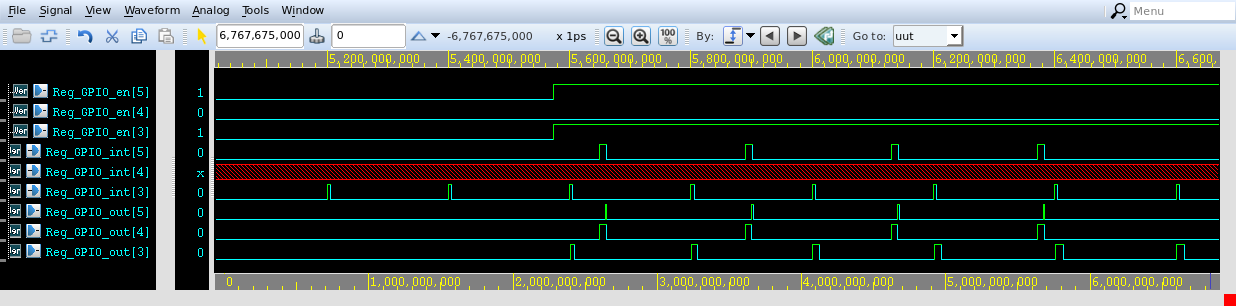 File Signal View Waveform Analog Tools Window Menu
6,767,675,000 0 -6,767,675,000 x 1ps 100 % By: Go to: uut
5,200,000,000 5,400,000,000 5,600,000,000 5,800,000,000 6,000,000,000 6,200,000,000 6,400,000,000 6,600,
Reg_GPIO_en[5] 1
Reg_GPIO_en[4] 0
Reg_GPIO_en[3] 1
Reg_GPIO_int[5] 0
Reg_GPIO_int[4] x
Reg_GPIO_int[3] 0
Reg_GPIO_out[5] 0
Reg_GPIO_out[4] 0
Reg_GPIO_out[3] 0
0 1,000,000,000 2,000,000,000 3,000,000,000 4,000,000,000 5,000,000,000 6,000,000,000